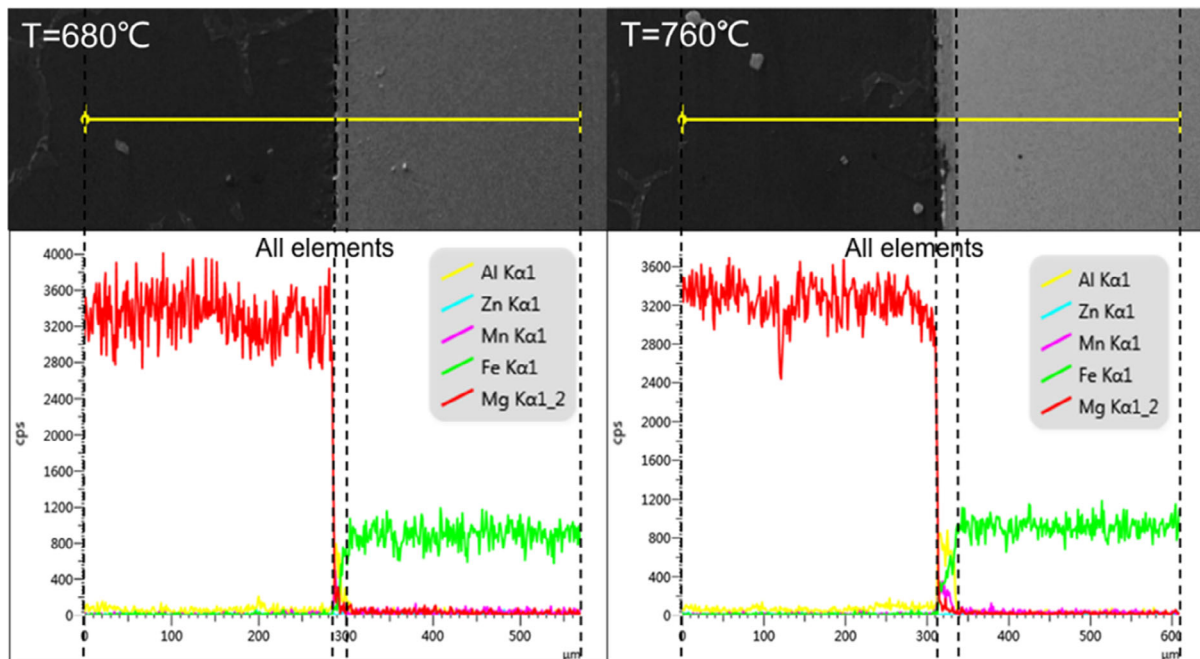 T=680℃
T=760℃
All elements
4000
3600
3200
2800
2400
2000
1600
1200
800
400
0
cps
Al Kα1
Zn Kα1
Mn Kα1
Fe Kα1
Mg Kα1_2
0 100 200 300 400 500
μm
All elements
3600
3200
2800
2400
2000
1600
1200
800
400
0
cps
Al Kα1
Zn Kα1
Mn Kα1
Fe Kα1
Mg Kα1_2
0 100 200 300 400 500 600
μm